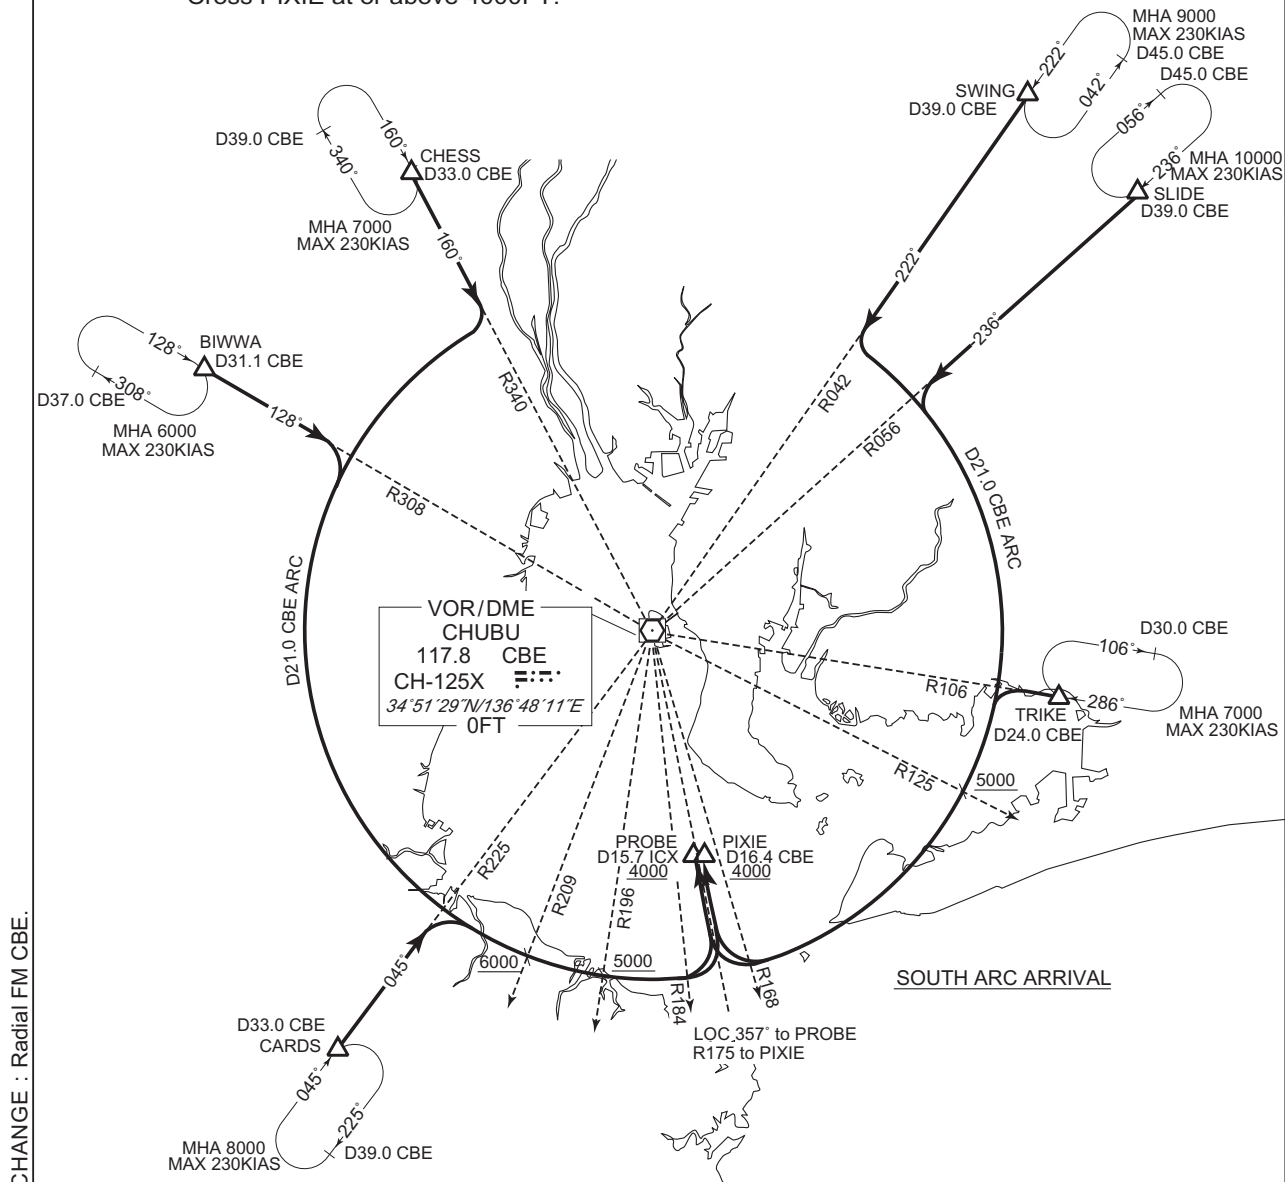 Cross PIXIE at or above 4000FT.
MHA 9000
MAX 230KIAS
D45.0 CBE
222°
042°
SWING
D39.0 CBE
D45.0 CBE
056°
236°
MHA 10000
MAX 230KIAS
SLIDE
D39.0 CBE
D39.0 CBE
160°
340°
CHESS
D33.0 CBE
MHA 7000
MAX 230KIAS
160°
222°
236°
128°
308°
BIWWA
D31.1 CBE
D37.0 CBE
MHA 6000
MAX 230KIAS
128°
R340
R042
R056
R308
D21.0 CBE ARC
D21.0 CBE ARC
VOR/DME
CHUBU
117.8 CBE
CH-125X
34°51´29˝N/136°48´11˝E
0FT
R106
106°
D30.0 CBE
286°
TRIKE
D24.0 CBE
MHA 7000
MAX 230KIAS
R125
5000
PROBE
D15.7 ICX
4000
PIXIE
D16.4 CBE
4000
R225
R209
R196
R184
R168
6000
5000
SOUTH ARC ARRIVAL
LOC 357° to PROBE
R175 to PIXIE
045°
D33.0 CBE
CARDS
045°
225°
MHA 8000
MAX 230KIAS
D39.0 CBE
CHANGE : Radial FM CBE.